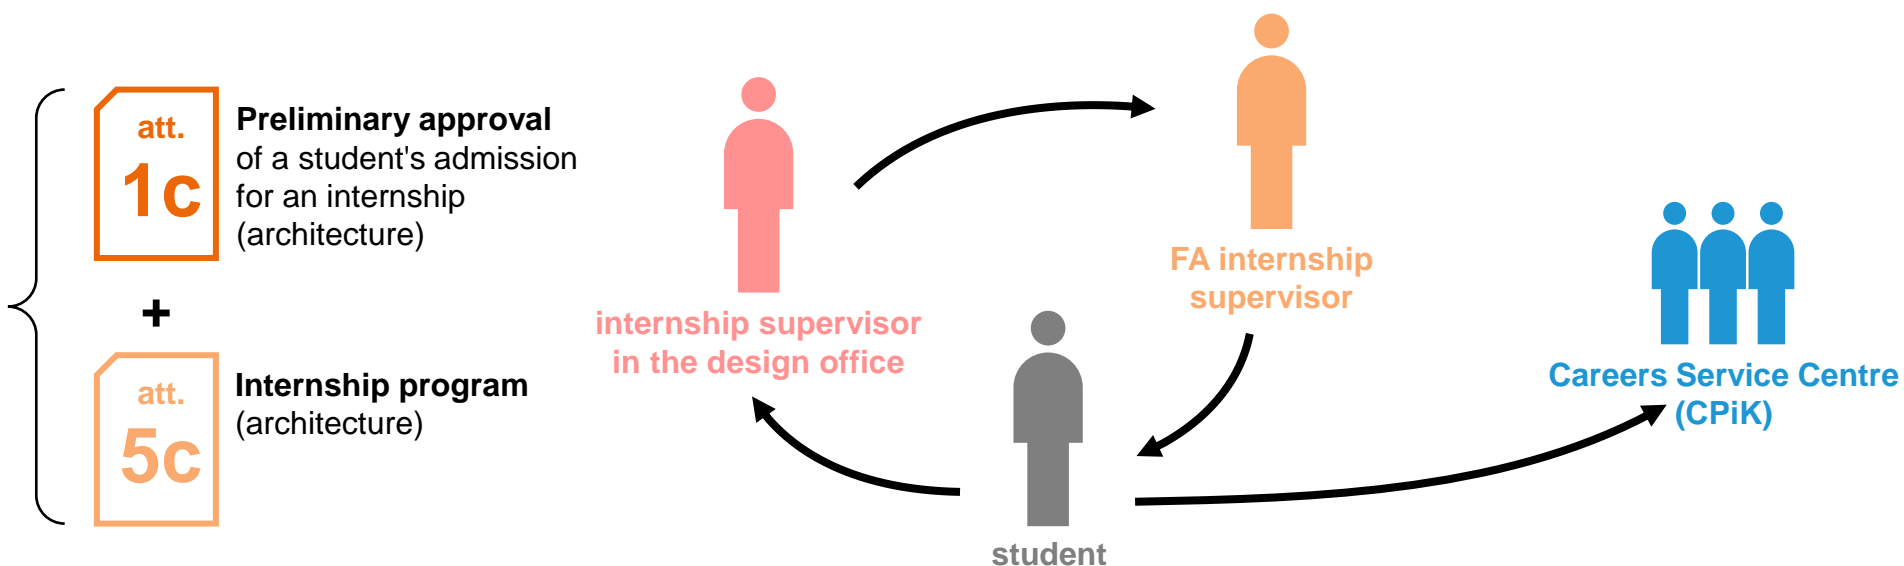 att.
1c
Preliminary approval
of a student's admission
for an internship
(architecture)
+
att.
5c
Internship program
(architecture)
internship supervisor
in the design office
FA internship
supervisor
student
Careers Service Centre
(CPiK)